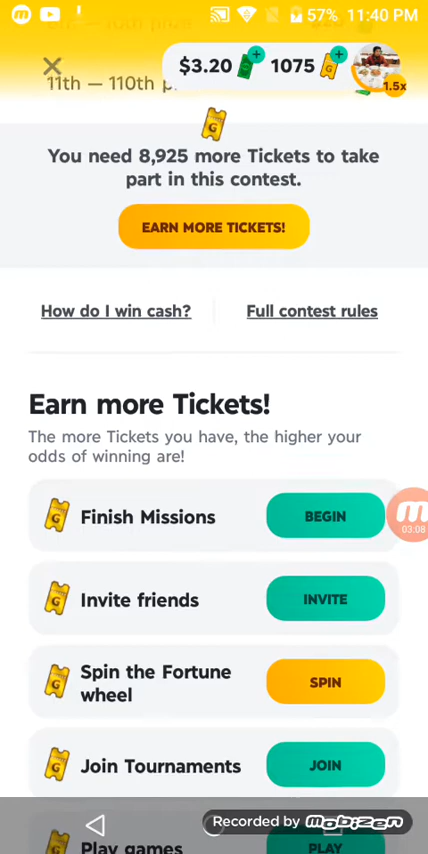 57% 11:40 PM
$3.20 1075
1.5x
11th — 110th p
You need 8,925 more Tickets to take
part in this contest.
EARN MORE TICKETS!
How do I win cash? Full contest rules
Earn more Tickets!
The more Tickets you have, the higher your
odds of winning are!
G Finish Missions BEGIN
03:08
G Invite friends INVITE
Spin the Fortune
G wheel SPIN
G Join Tournaments JOIN
Recorded by mobizen
Play games PLAY